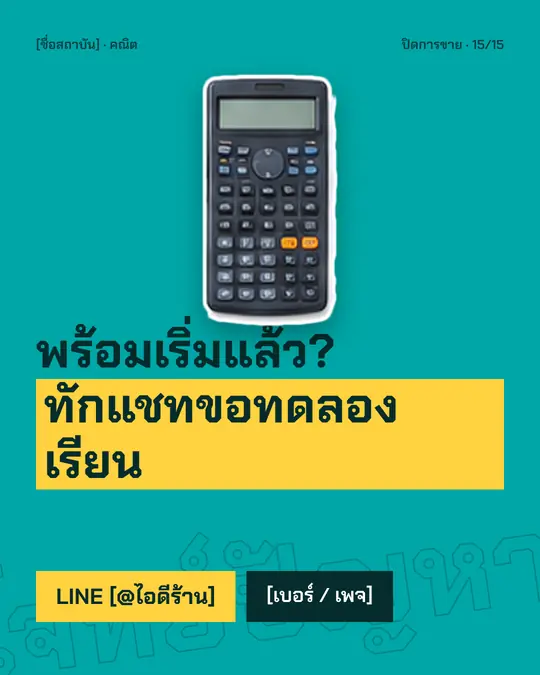 [ชื่อสถาบัน] · คณิต
ปิดการขาย · 15/15
พร้อมเริ่มแล้ว?
ทักแชทขอทดลอง
เรียน
LINE [@ไอดีร้าน]
[เบอร์ / เพจ]